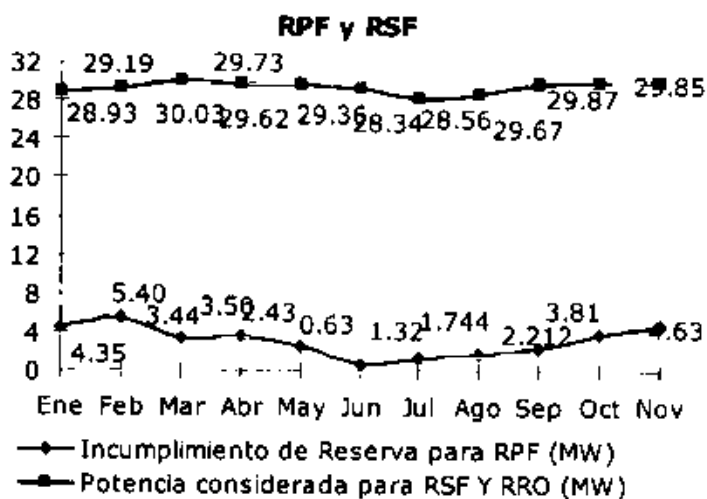 RPF y RSF
32
29.19 29.73
28
28.93 30.03 29.62 29.36 28.34 28.56 29.67 29.87 29.85
24
20
16
12
8
5.40
4
3.44 2.43 0.63 1.32 1.744 2.212 3.81
4.35
0
Ene Feb Mar Abr May Jun Jul Ago Sep Oct Nov
Incumplimiento de Reserva para RPF (MW)
Potencia considerada para RSF Y RRO (MW)